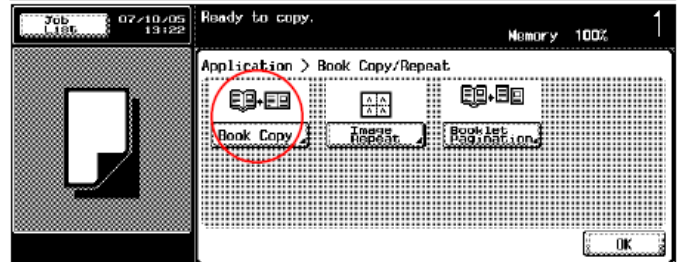 Job
List
07/10/05
13:22
Ready to copy.
Memory 100%
1
Application > Book Copy/Repeat
Book Copy
Image
Repeat
Booklet
Pagination
OK